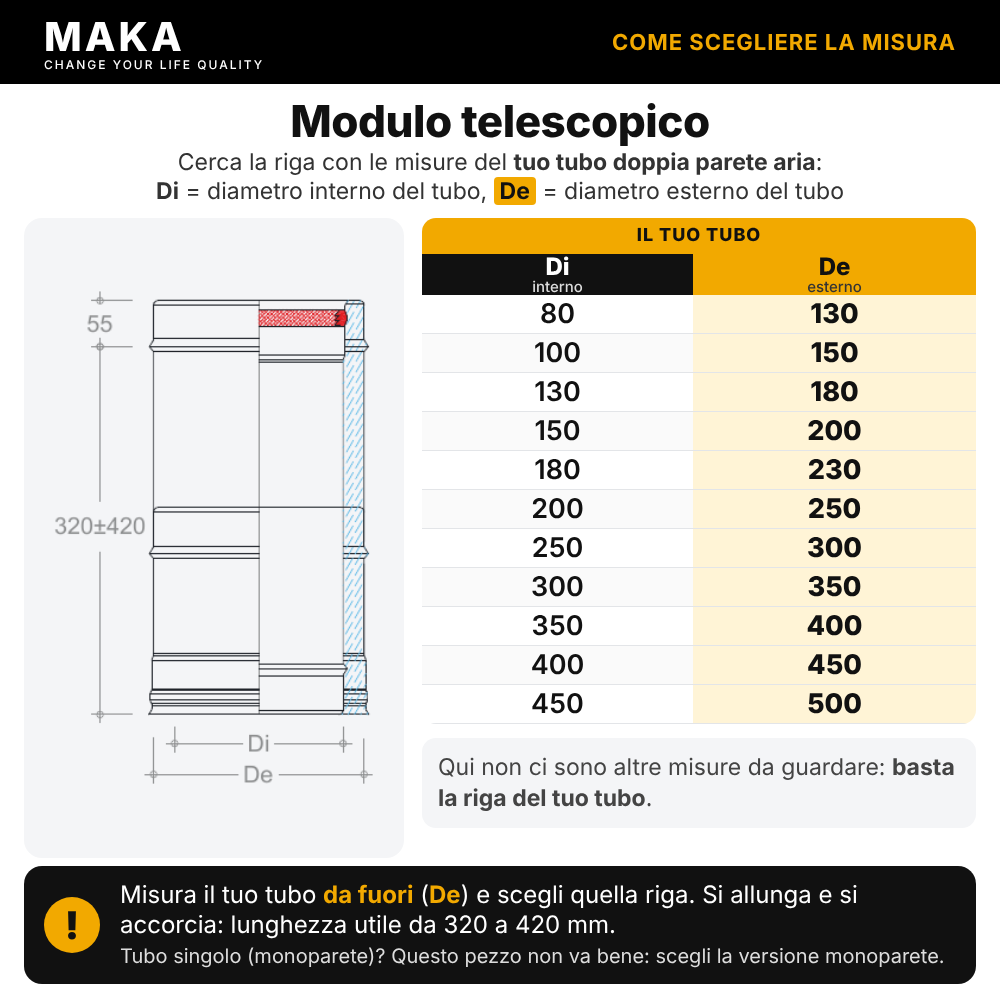 MAKA
CHANGE YOUR LIFE QUALITY
COME SCEGLIERE LA MISURA
Modulo telescopico
Cerca la riga con le misure del tuo tubo doppia parete aria:
Di = diametro interno del tubo, De = diametro esterno del tubo
55
320±420
Di
De
IL TUO TUBO
Di De
interno esterno
80 130
100 150
130 180
150 200
180 230
200 250
250 300
300 350
350 400
400 450
450 500
Qui non ci sono altre misure da guardare: basta
la riga del tuo tubo.
!
Misura il tuo tubo da fuori (De) e scegli quella riga. Si allunga e si
accorcia: lunghezza utile da 320 a 420 mm.
Tubo singolo (monoparete)? Questo pezzo non va bene: scegli la versione monoparete.